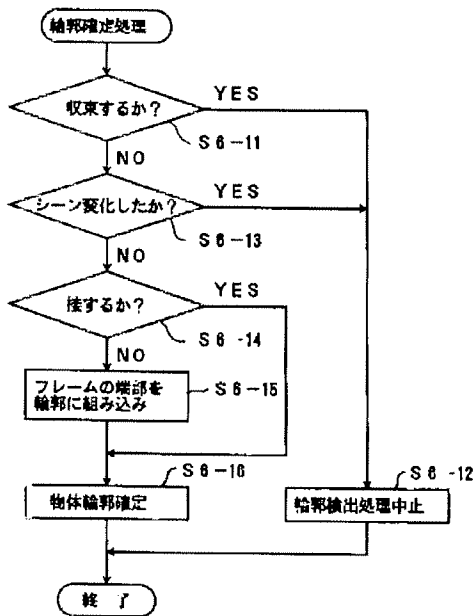 輪郭確定処理
収束するか？
YES
S6-11
NO
シーン変化したか？
YES
S6-13
NO
接するか？
YES
S6-14
NO
フレームの端部を
輪郭に組み込み
S6-15
S6-16
物体輪郭確定
S6-12
輪郭検出処理中止
終 了